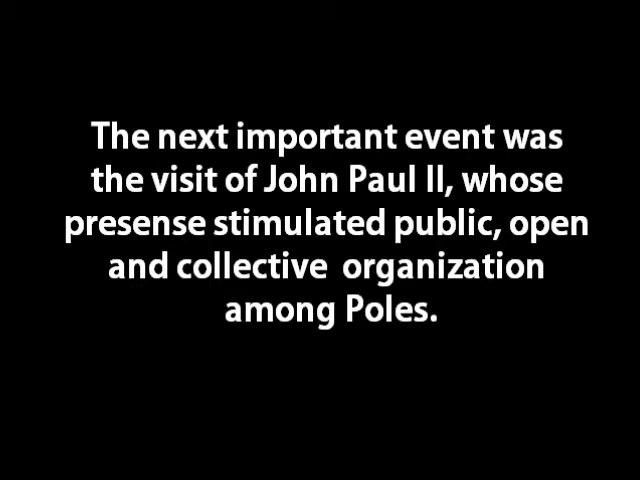 The next important event was
the visit of John Paul II, whose
presense stimulated public, open
and collective  organization
among Poles.